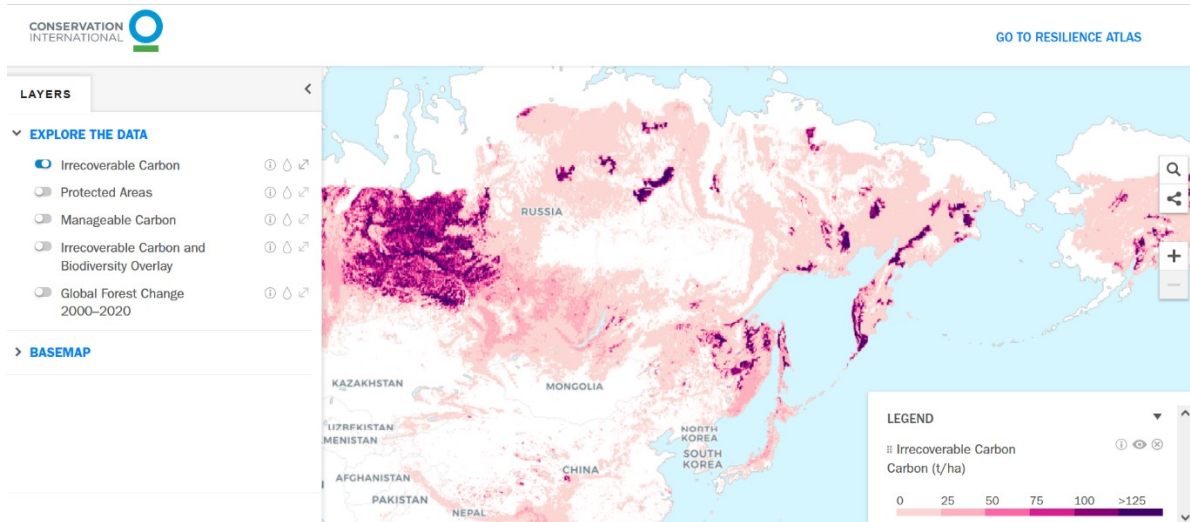 CONSERVATION
INTERNATIONAL
GO TO RESILIENCE ATLAS
LAYERS
EXPLORE THE DATA
Irrecoverable Carbon
Protected Areas
Manageable Carbon
Irrecoverable Carbon and
Biodiversity Overlay
Global Forest Change
2000–2020
BASEMAP
RUSSIA
KAZAKHSTAN
MONGOLIA
UZBEKISTAN
MENISTAN
NORTH
KOREA
SOUTH
KOREA
CHINA
AFGHANISTAN
PAKISTAN
NEPAL
LEGEND
Irrecoverable Carbon
Carbon (t/ha)
0 25 50 75 100 >125